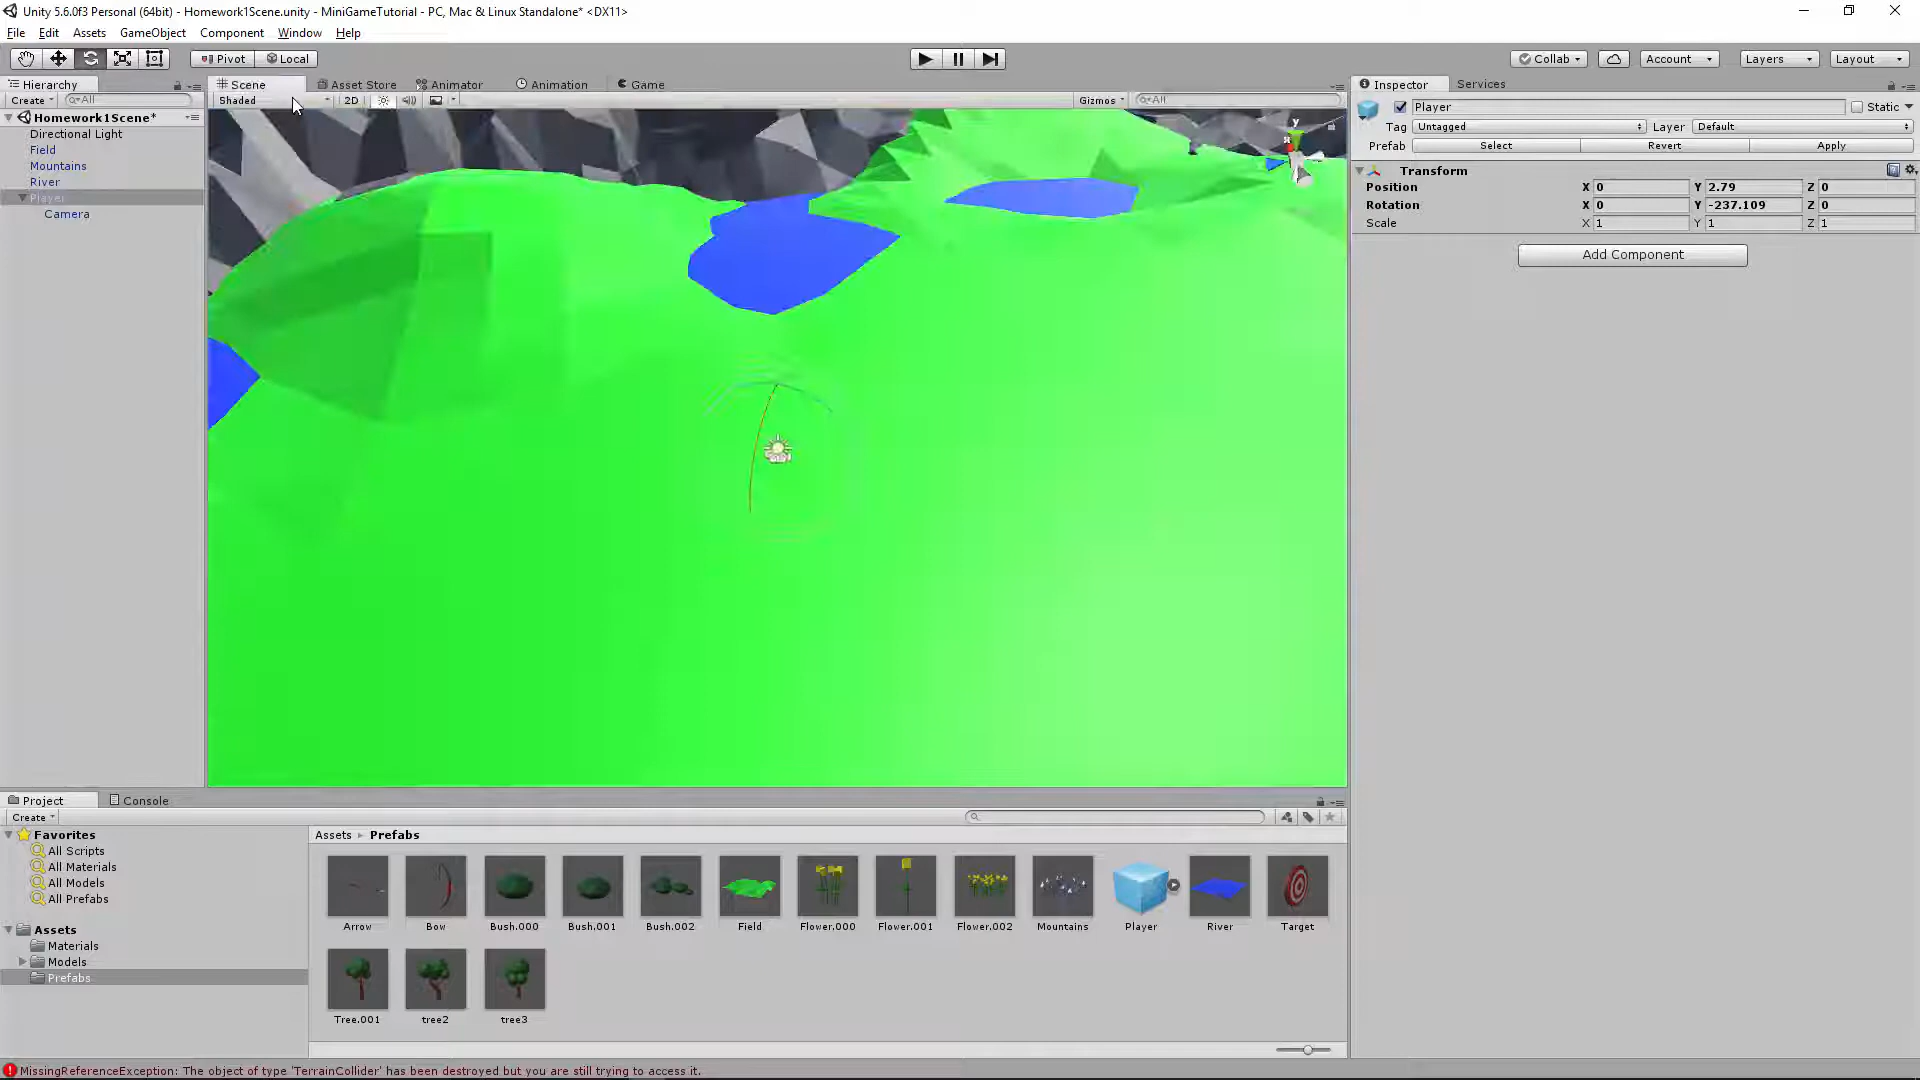 Unity 5.6.0f3 Personal (64bit) - Homework1Scene.unity - MiniGameTutorial - PC, Mac & Linux Standalone* <DX11>
File Edit Assets GameObject Component Window Help
Pivot Local Collab Account Layers Layout
Hierarchy Scene Asset Store Animator Animation Game Inspector Services
Create All Shaded 2D Gizmos All Player Static
Homework1Scene*
Directional Light
Field
Mountains
River
Player
Camera
y
x
Tag Untagged Layer Default
Prefab Select Revert Apply
Transform
Position X 0 Y 2.79 Z 0
Rotation X 0 Y -237.109 Z 0
Scale X 1 Y 1 Z 1
Add Component
Project Console
Create
Favorites
All Scripts
All Materials
All Models
All Prefabs
Assets
Materials
Models
Prefabs
Assets Prefabs
Arrow Bow Bush.000 Bush.001 Bush.002 Field Flower.000 Flower.001 Flower.002 Mountains Player River Target
Tree.001 tree2 tree3
MissingReferenceException: The object of type 'TerrainCollider' has been destroyed but you are still trying to access it.